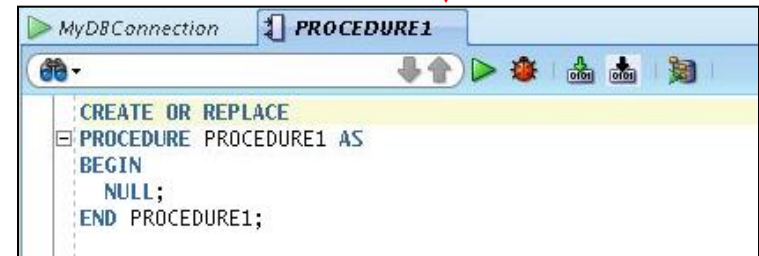 MyDBConnection PROCEDURE1
CREATE OR REPLACE
PROCEDURE PROCEDURE1 AS
BEGIN
NULL;
END PROCEDURE1;